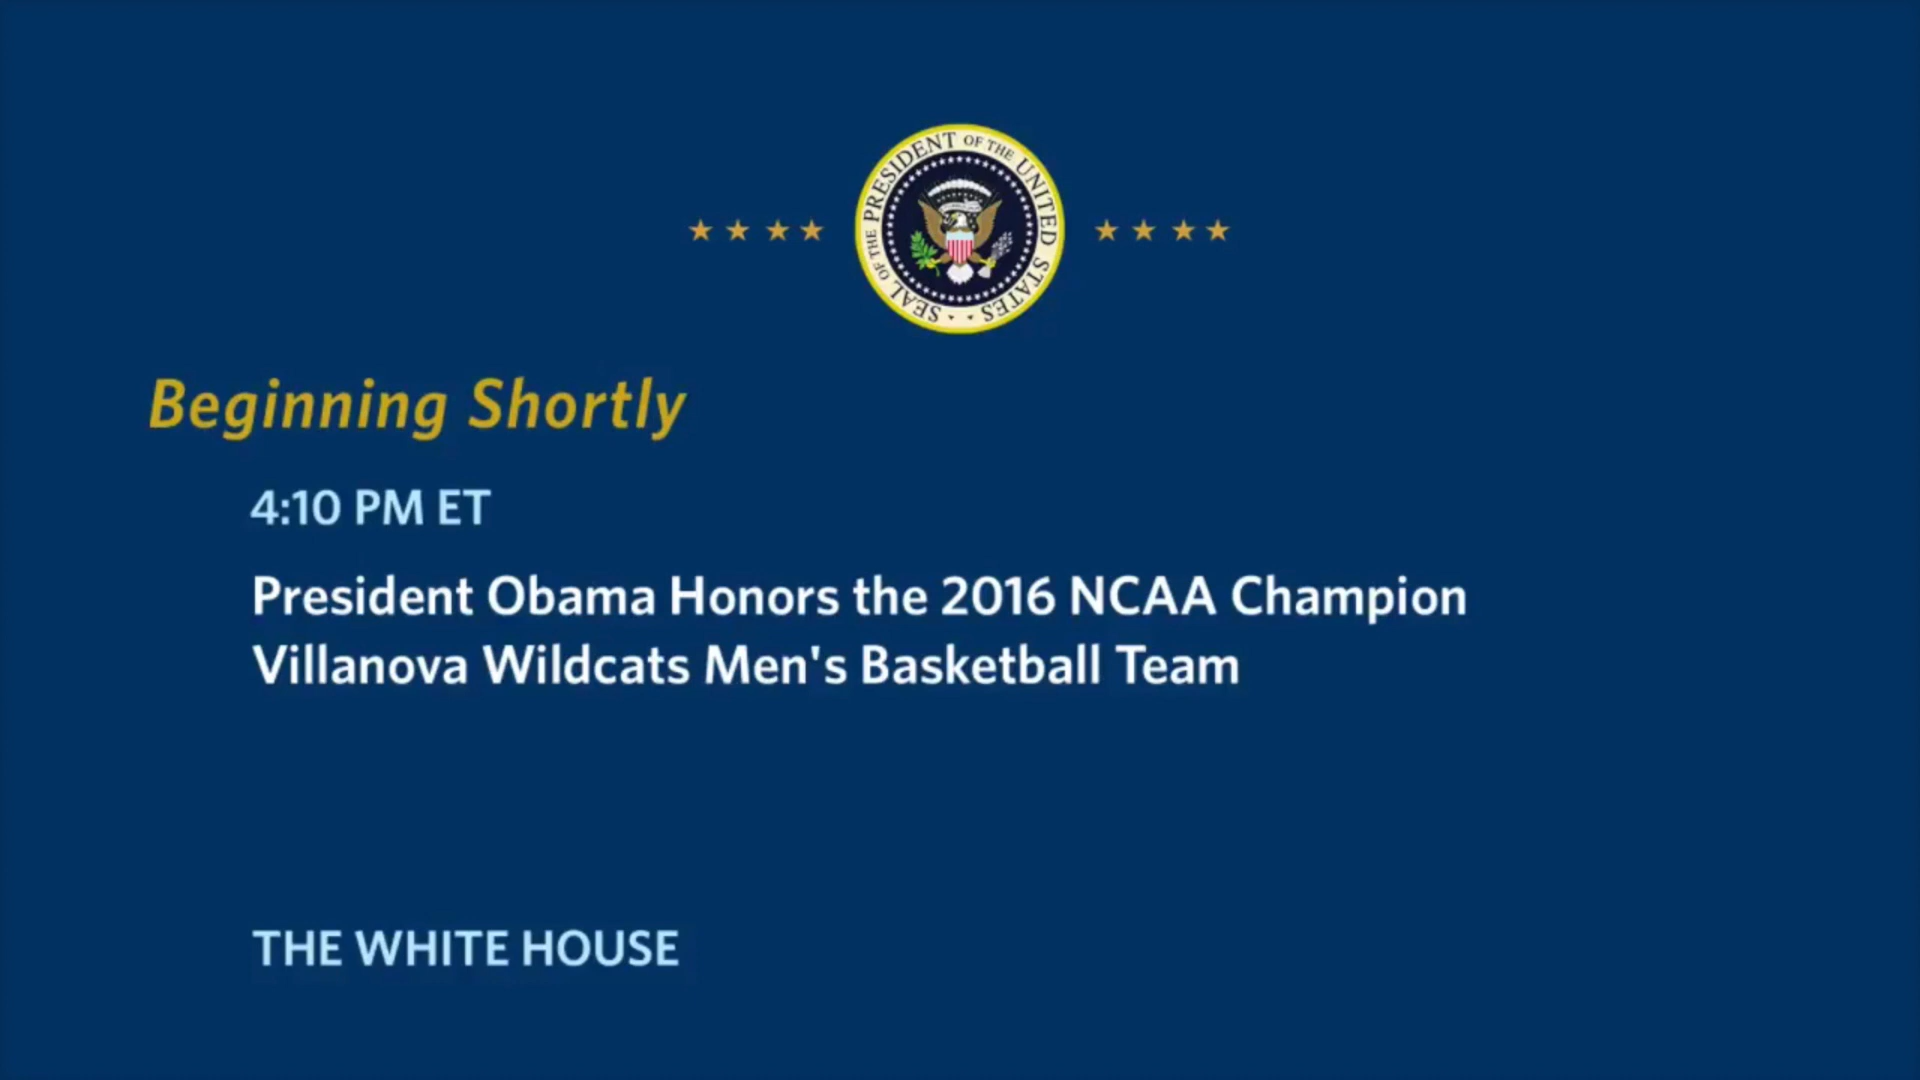 SEAL OF THE PRESIDENT OF THE UNITED STATES
Beginning Shortly
4:10 PM ET
President Obama Honors the 2016 NCAA Champion
Villanova Wildcats Men's Basketball Team
THE WHITE HOUSE